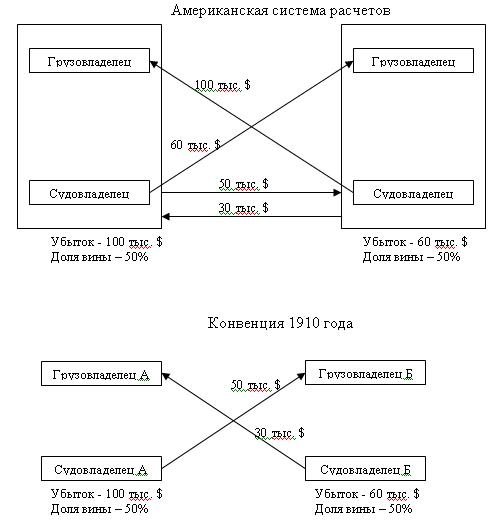 Американская система расчетов
Грузовладелец
Грузовладелец
100 тыс. $
60 тыс. $
50 тыс. $
Судовладелец
Судовладелец
30 тыс. $
Убыток - 100 тыс. $
Доля вины – 50%
Убыток - 60 тыс. $
Доля вины – 50%
Конвенция 1910 года
Грузовладелец А
Грузовладелец Б
50 тыс. $
30 тыс. $
Судовладелец А
Судовладелец Б
Убыток - 100 тыс. $
Доля вины – 50%
Убыток - 60 тыс. $
Доля вины – 50%